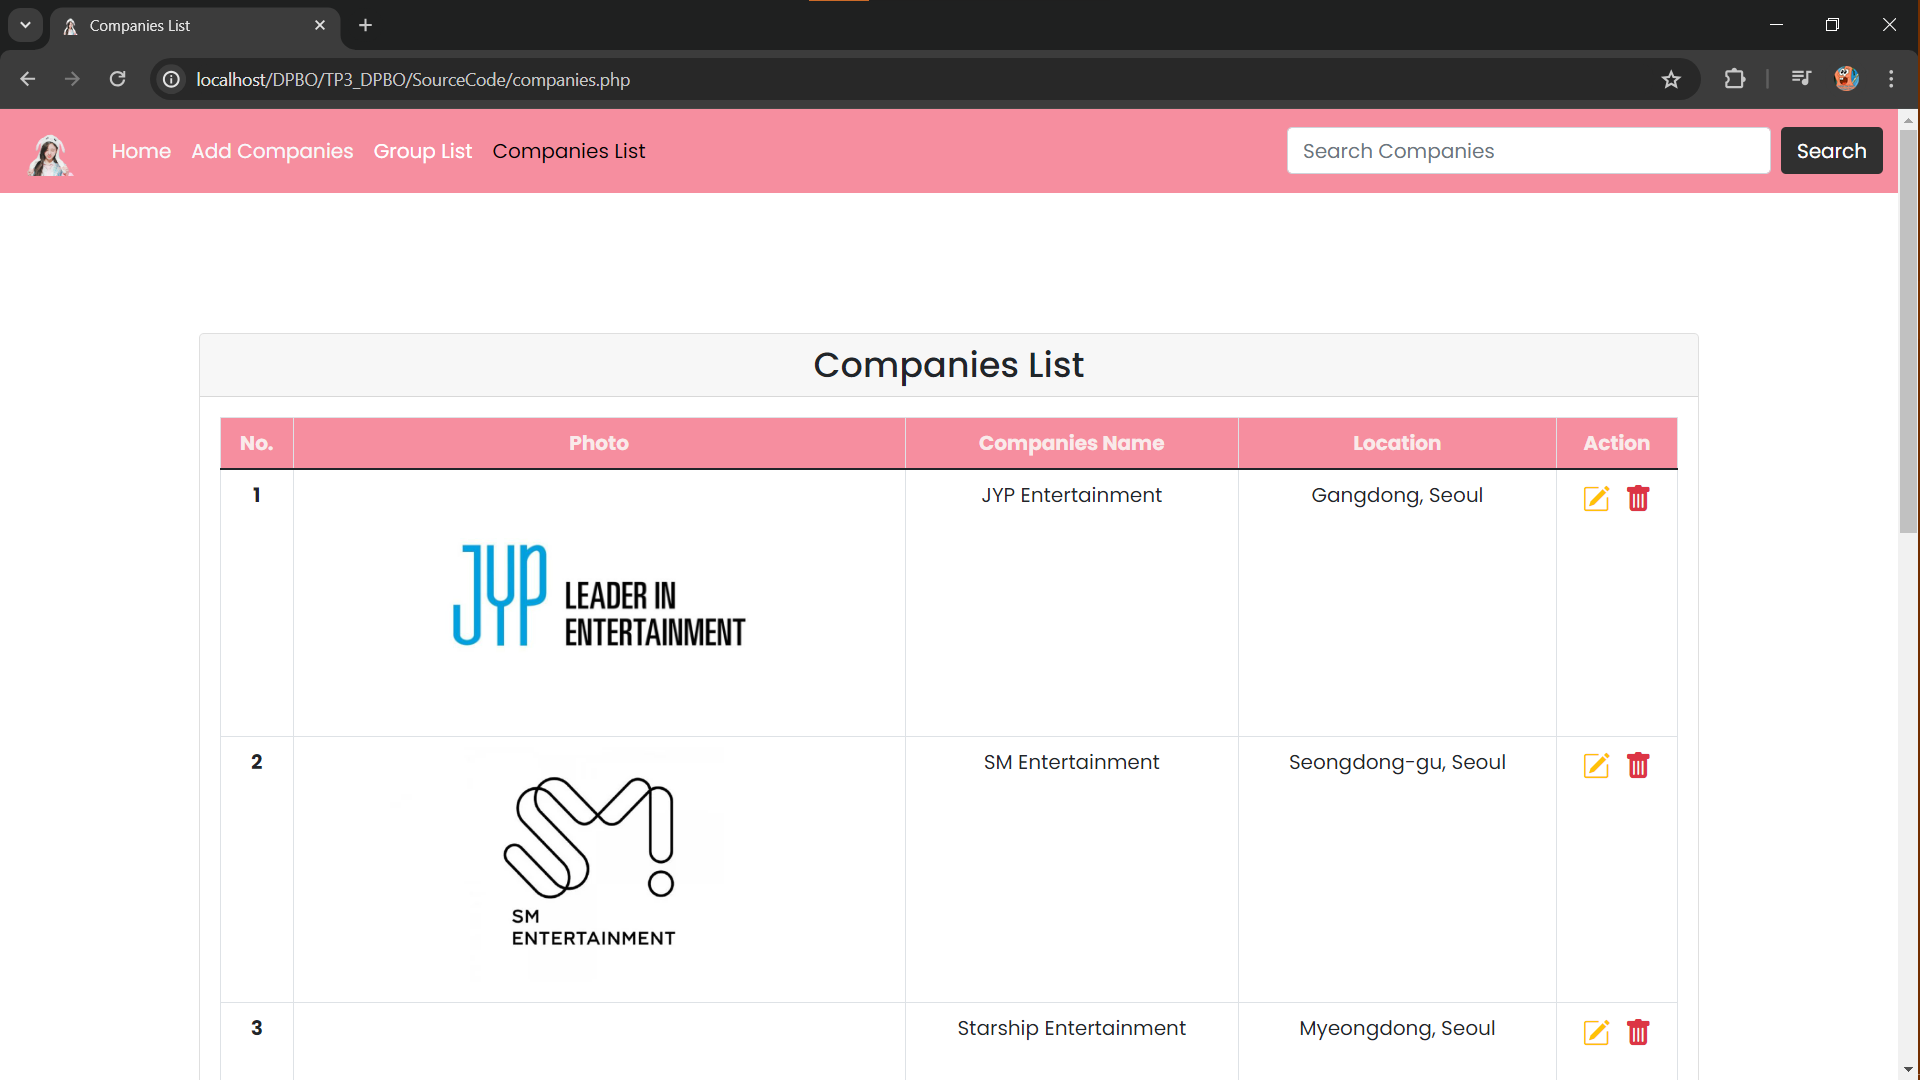 Companies List
localhost/DPBO/TP3_DPBO/SourceCode/companies.php
Home Add Companies Group List Companies List Search Companies Search
Companies List
No. Photo Companies Name Location Action
1 JYP Entertainment Gangdong, Seoul
JYP LEADER IN
ENTERTAINMENT
2 SM Entertainment Seongdong-gu, Seoul
SM
ENTERTAINMENT
3 Starship Entertainment Myeongdong, Seoul